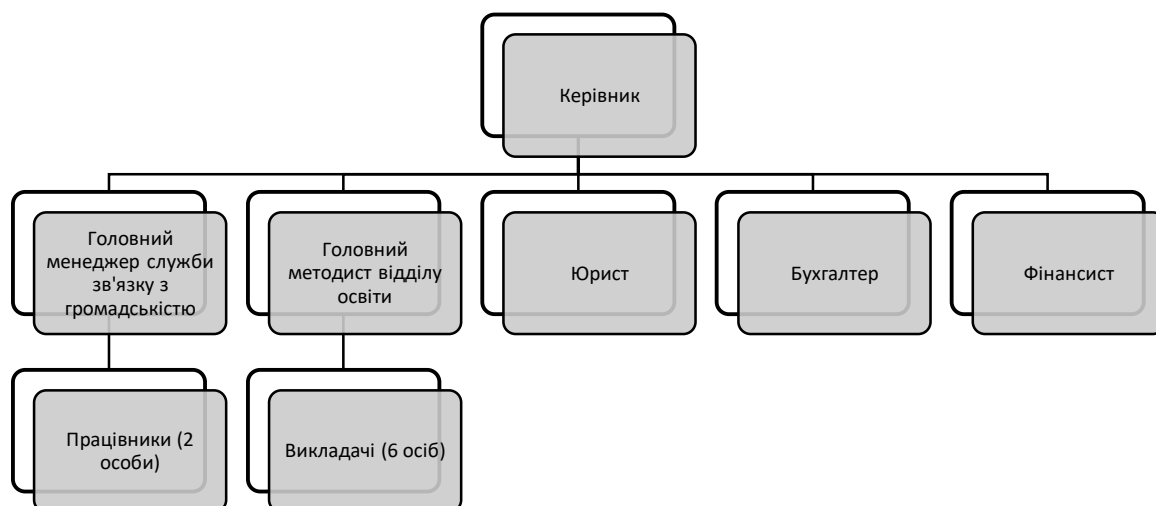 Керівник
Головний
менеджер служби
зв'язку з
громадськістю
Головний
методист відділу
освіти
Юрист
Бухгалтер
Фінансист
Працівники (2
особи)
Викладачі (6 осіб)